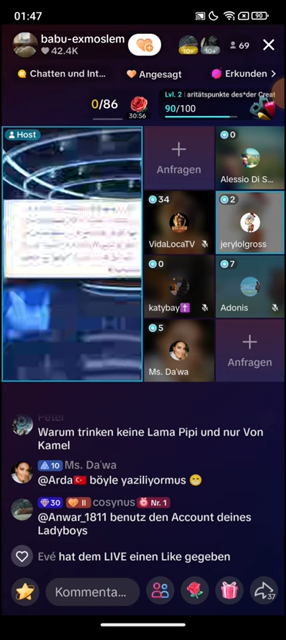 01:47
90
babu-exmoslem
42.4K
10+
10+
69
Chatten und Int...
Angesagt
Erkunden
0/86
30:56
Lvl. 2
aritätspunkte des*der Creat
90/100
Host
Anfragen
0
Alessio Di S...
34
VidaLocaTV
2
jerylolgross
0
katybay
7
Adonis
5
Ms. Da'wa
Anfragen
Peter
Warum trinken keine Lama Pipi und nur Von
Kamel
10 Ms. Da'wa
@Arda🇹🇷 böyle yaziliyormus 😁
30 II cosynus Nr. 1
@Anwar_1811 benutz den Account deines
Ladyboys
Evé hat dem LIVE einen Like gegeben
Kommenta...
37